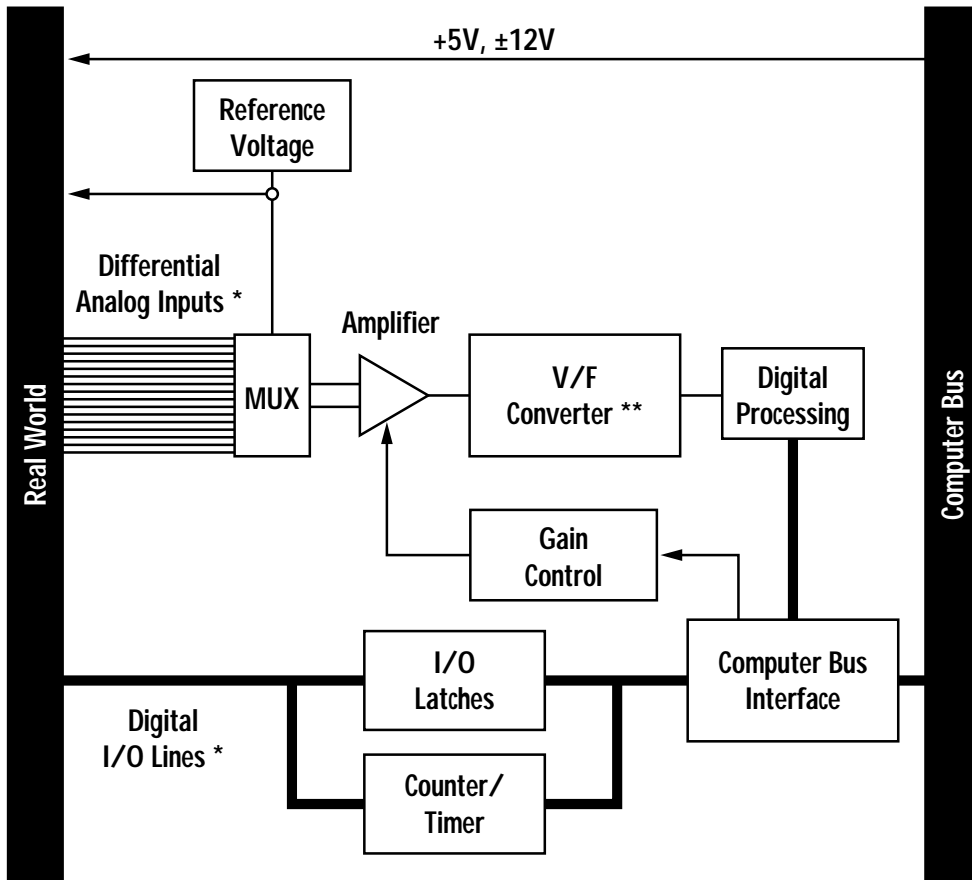 +5V, ±12V
Reference
Voltage
Differential
Analog Inputs *
Amplifier
MUX
V/F
Converter **
Digital
Processing
Real World
Computer Bus
Gain
Control
I/O
Latches
Computer Bus
Interface
Digital
I/O Lines *
Counter/
Timer